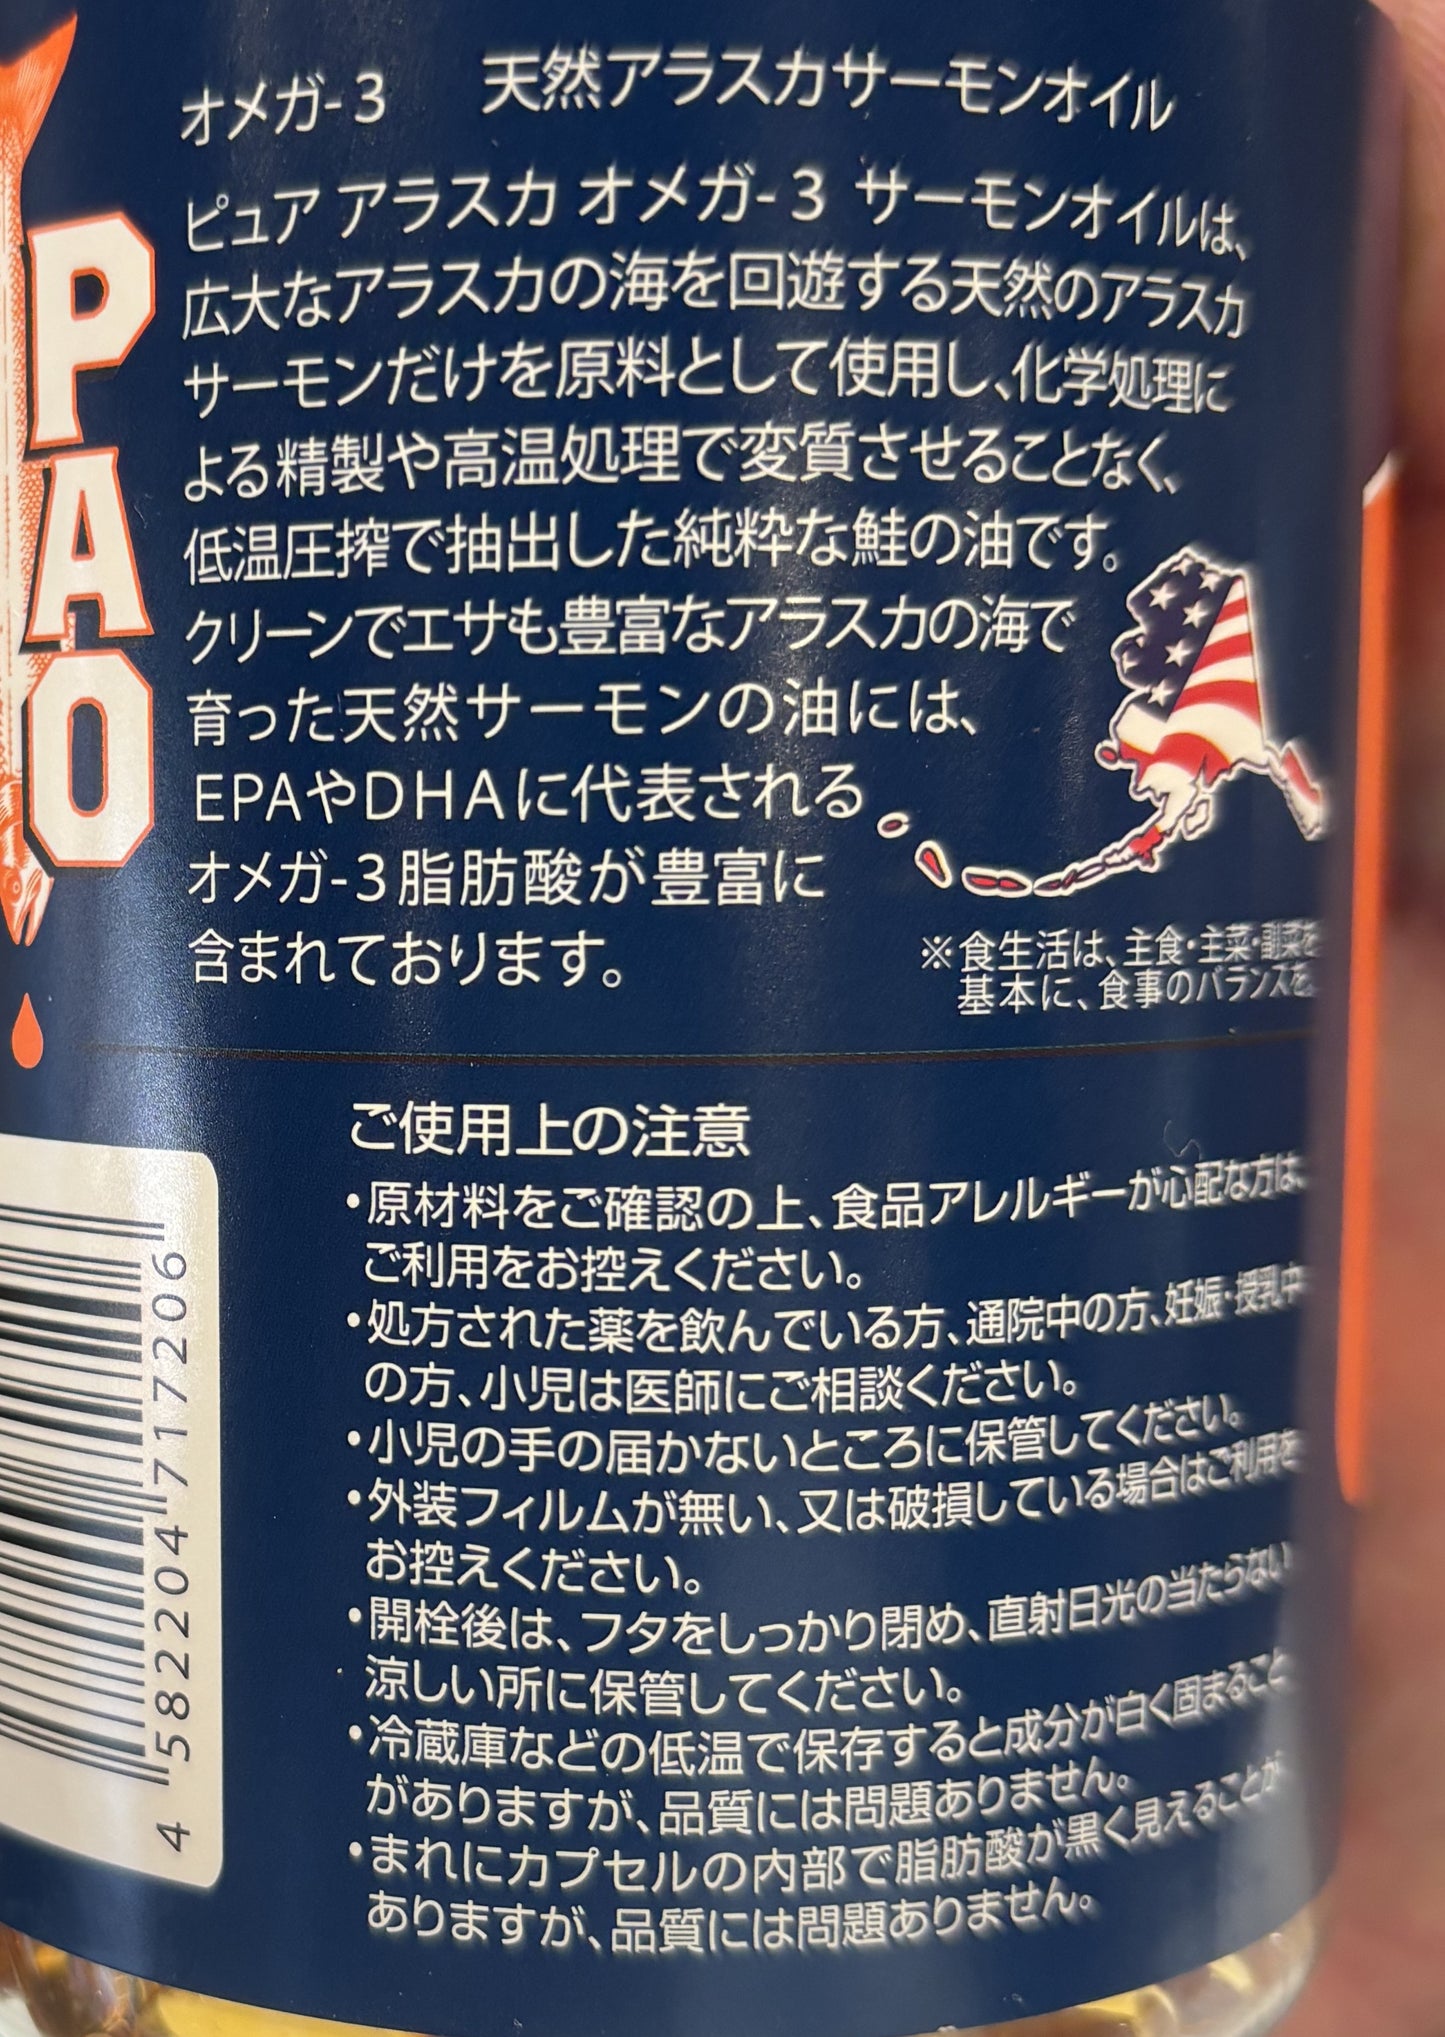 オメガ-3　天然アラスカサーモンオイル
ピュア アラスカ オメガ-3 サーモンオイルは、
広大なアラスカの海を回遊する天然のアラスカ
サーモンだけを原料として使用し、化学処理に
よる精製や高温処理で変質させることなく、
低温圧搾で抽出した純粋な鮭の油です。
クリーンでエサも豊富なアラスカの海で
育った天然サーモンの油には、
EPAやDHAに代表される
オメガ-3脂肪酸が豊富に
含まれております。
※食生活は、主食・主菜・副菜を
基本に、食事のバランスを。
PAO
ご使用上の注意
・原材料をご確認の上、食品アレルギーが心配な方は、
ご利用をお控えください。
・処方された薬を飲んでいる方、通院中の方、妊娠・授乳中
の方、小児は医師にご相談ください。
・小児の手の届かないところに保管してください。
・外装フィルムが無い、又は破損している場合はご利用を
お控えください。
・開栓後は、フタをしっかり閉め、直射日光の当たらない
涼しい所に保管してください。
・冷蔵庫などの低温で保存すると成分が白く固まること
がありますが、品質には問題ありません。
・まれにカプセルの内部で脂肪酸が黒く見えることが
ありますが、品質には問題ありません。
4 582204 717206